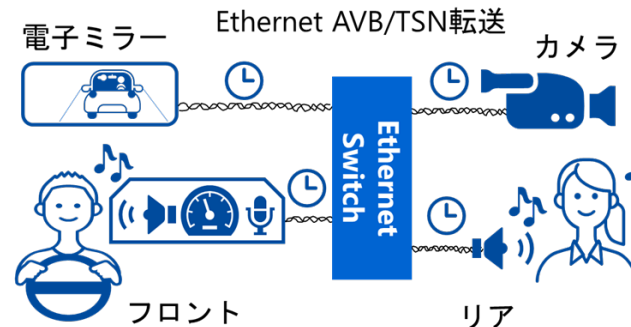 Ethernet AVB/TSN転送
電子ミラー
カメラ
Ethernet
Switch
フロント
リア